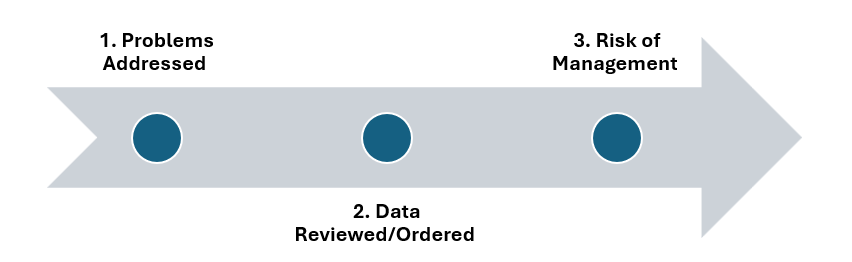 1. Problems
Addressed
2. Data
Reviewed/Ordered
3. Risk of
Management